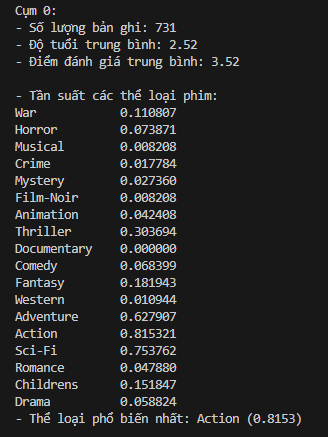 Cụm 0:
- Số lượng bản ghi: 731
- Độ tuổi trung bình: 2.52
- Điểm đánh giá trung bình: 3.52
- Tần suất các thể loại phim:
War 0.110807
Horror 0.073871
Musical 0.008208
Crime 0.017784
Mystery 0.027360
Film-Noir 0.008208
Animation 0.042408
Thriller 0.303694
Documentary 0.000000
Comedy 0.068399
Fantasy 0.181943
Western 0.010944
Adventure 0.627907
Action 0.815321
Sci-Fi 0.753762
Romance 0.047880
Childrens 0.151847
Drama 0.058824
- Thể loại phổ biến nhất: Action (0.8153)